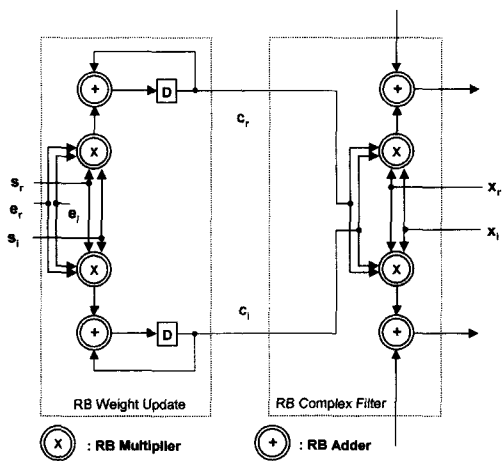 +
D
+
c_r
X
X
s_r
e_r
e_i
s_i
x_r
x_i
X
X
c_i
+
D
+
RB Weight Update
RB Complex Filter
X : RB Multiplier
+ : RB Adder